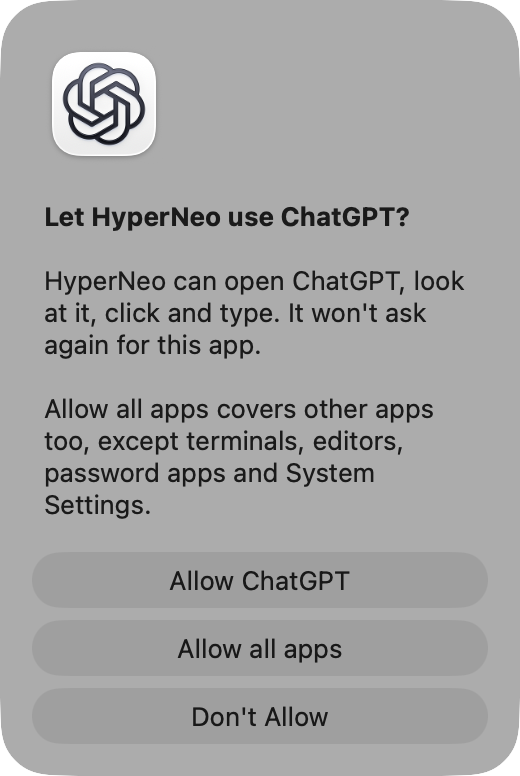 Let HyperNeo use ChatGPT?
HyperNeo can open ChatGPT, look
at it, click and type. It won't ask
again for this app.
Allow all apps covers other apps
too, except terminals, editors,
password apps and System
Settings.
Allow ChatGPT
Allow all apps
Don't Allow